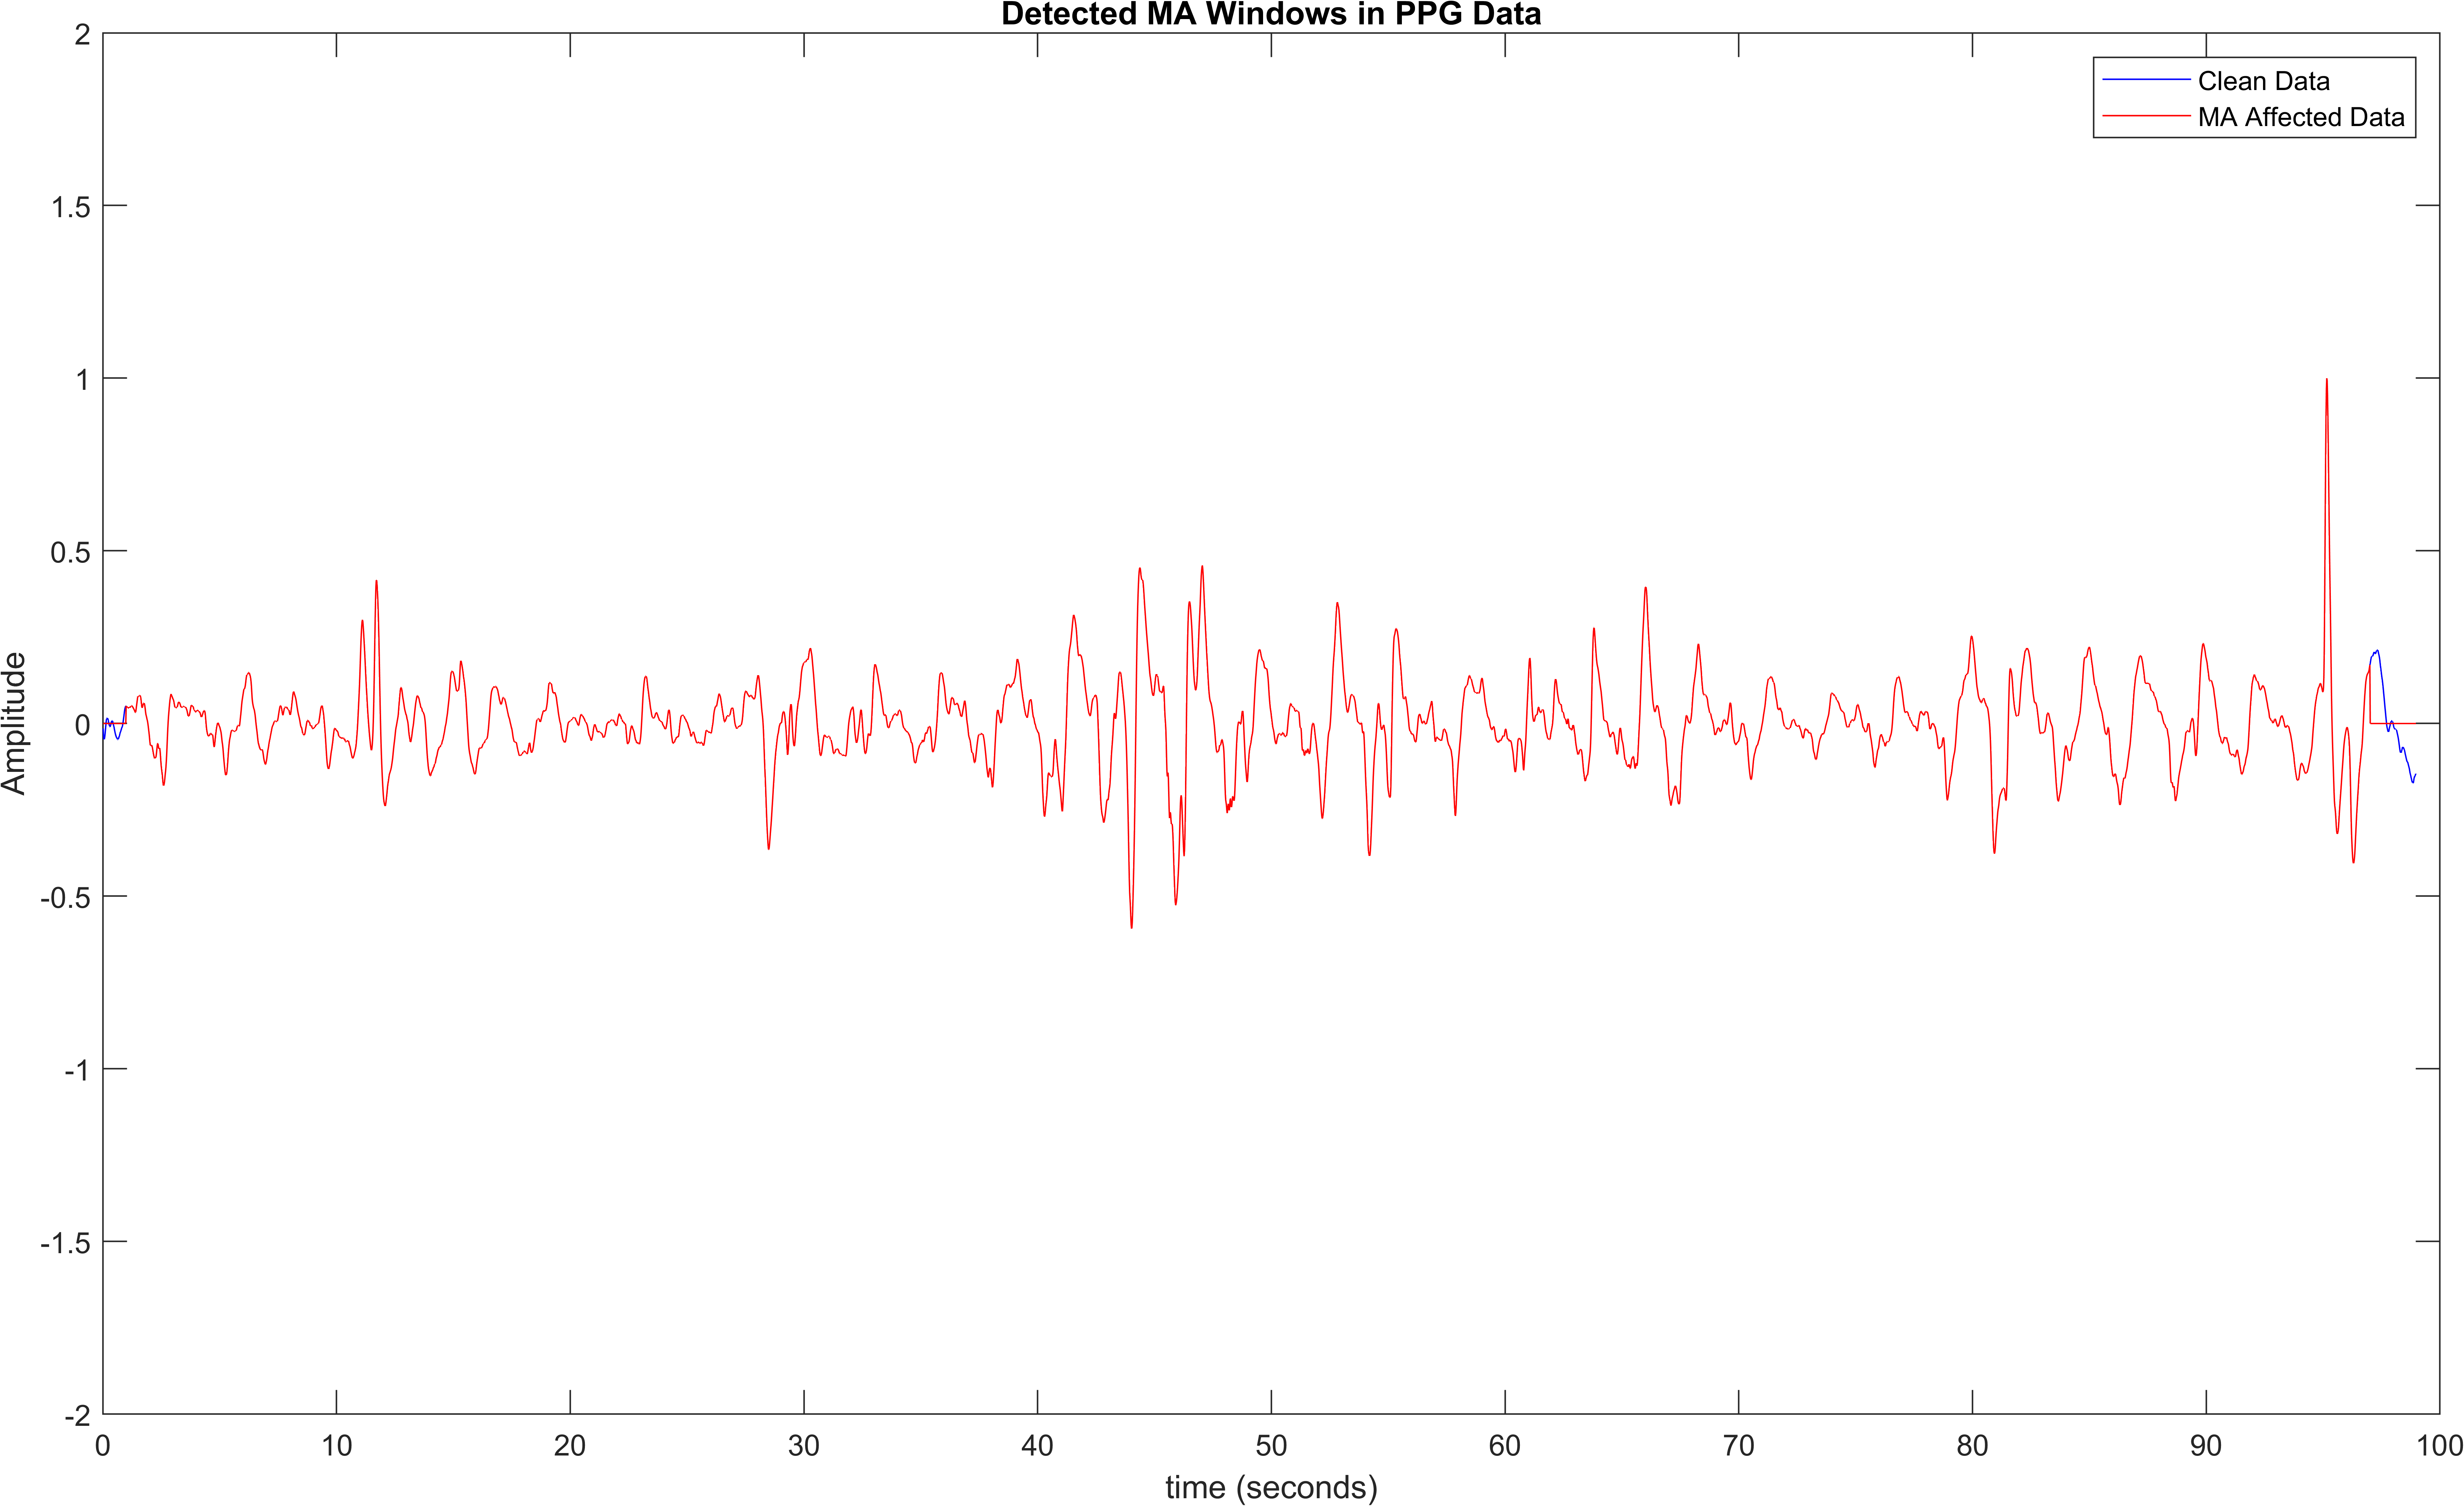 Detected MA Windows in PPG Data
Clean Data
MA Affected Data
2
1.5
1
0.5
0
-0.5
-1
-1.5
-2
Amplitude
0 10 20 30 40 50 60 70 80 90 100
time (seconds)